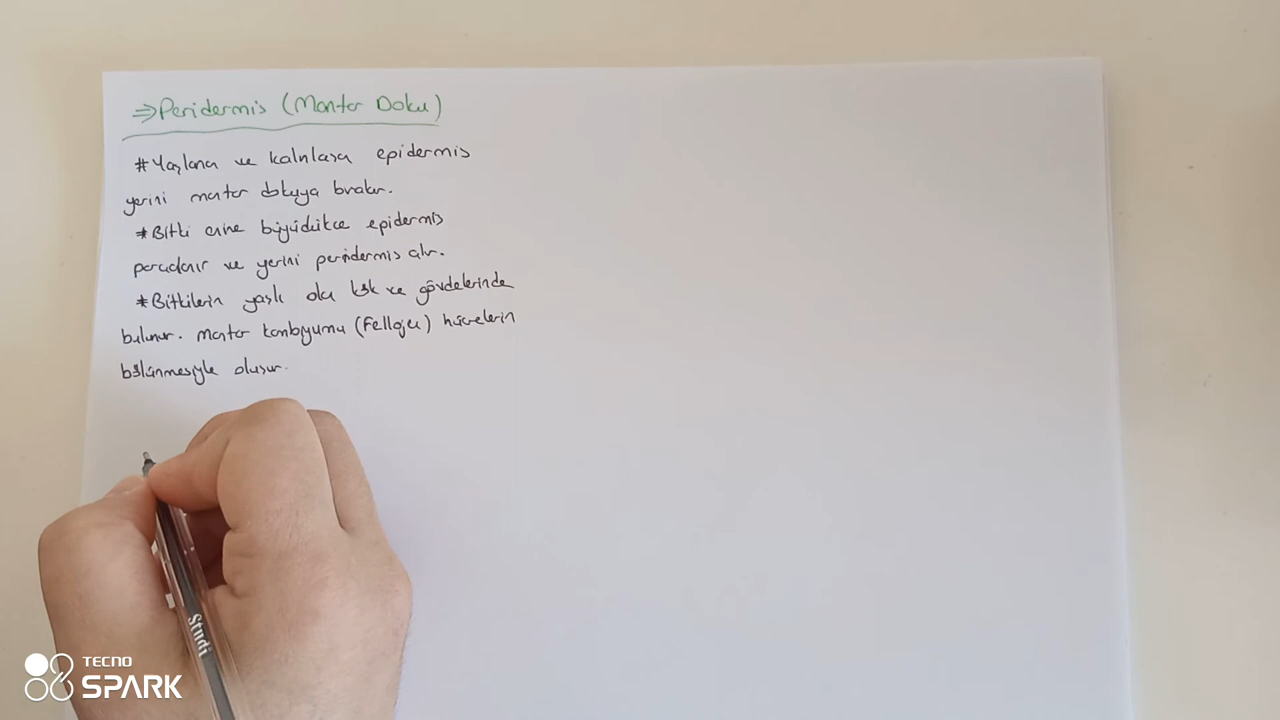 ⇒Peridermis (Mantar Doku)
# Yaşlanan ve kalınlaşan epidermis
yerini mantar dokuya bırakır.
* Bitki enine büyüdükçe epidermis
parçalanır ve yerini peridermis alır.
* Bitkilerin yaşlı olan kök ve gövdelerinde
bulunur. Mantar kambiyumu (Fellojen) hücrelerin
bölünmesiyle oluşur.
Studi
TECNO
SPARK